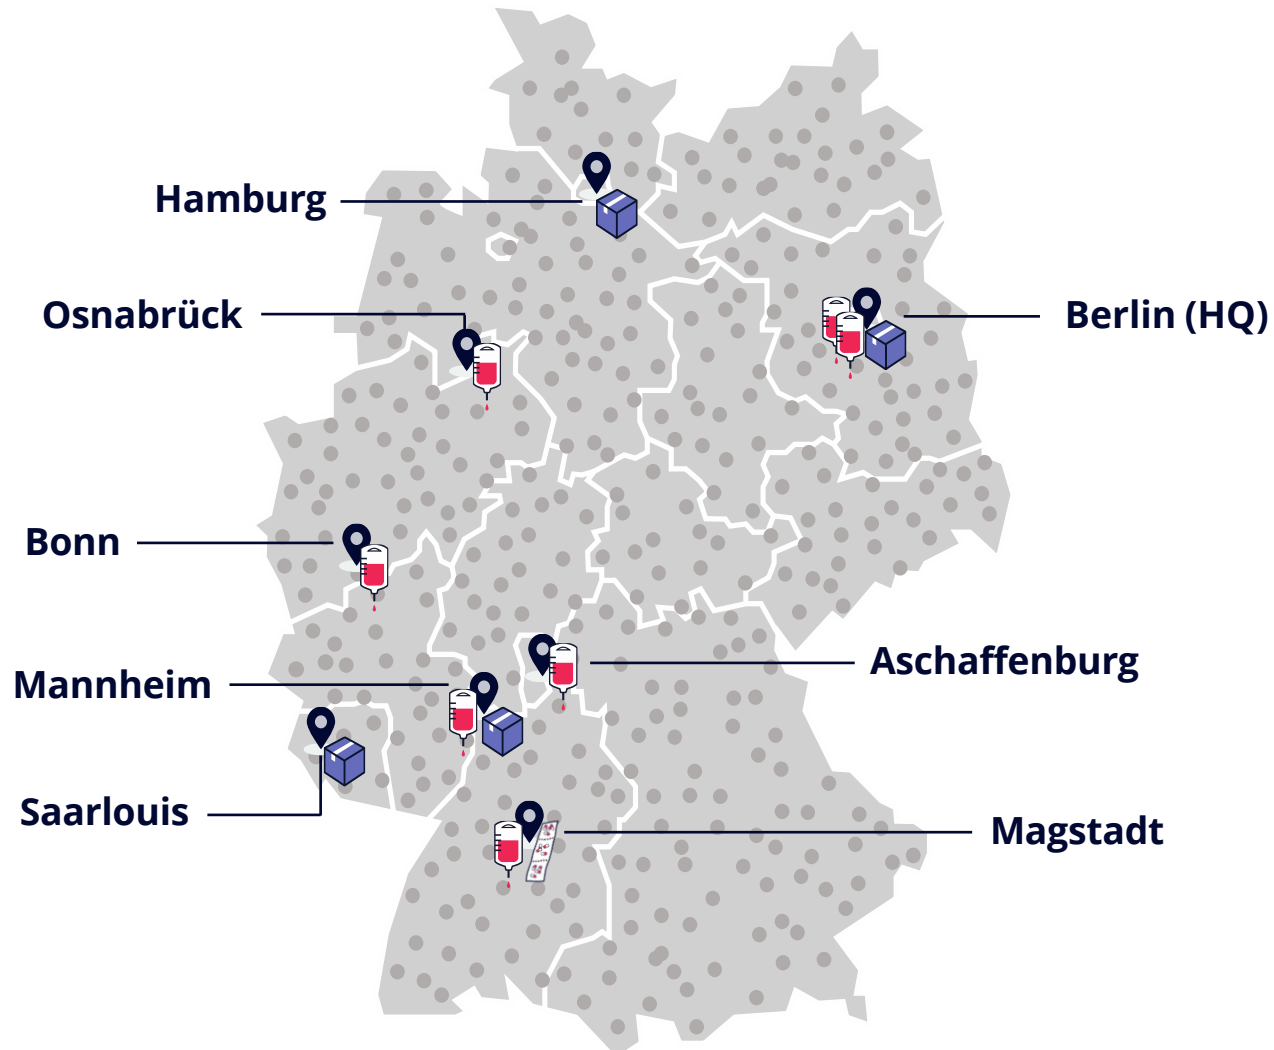 Hamburg
Osnabrück
Berlin (HQ)
Bonn
Aschaffenburg
Mannheim
Saarlouis
Magstadt